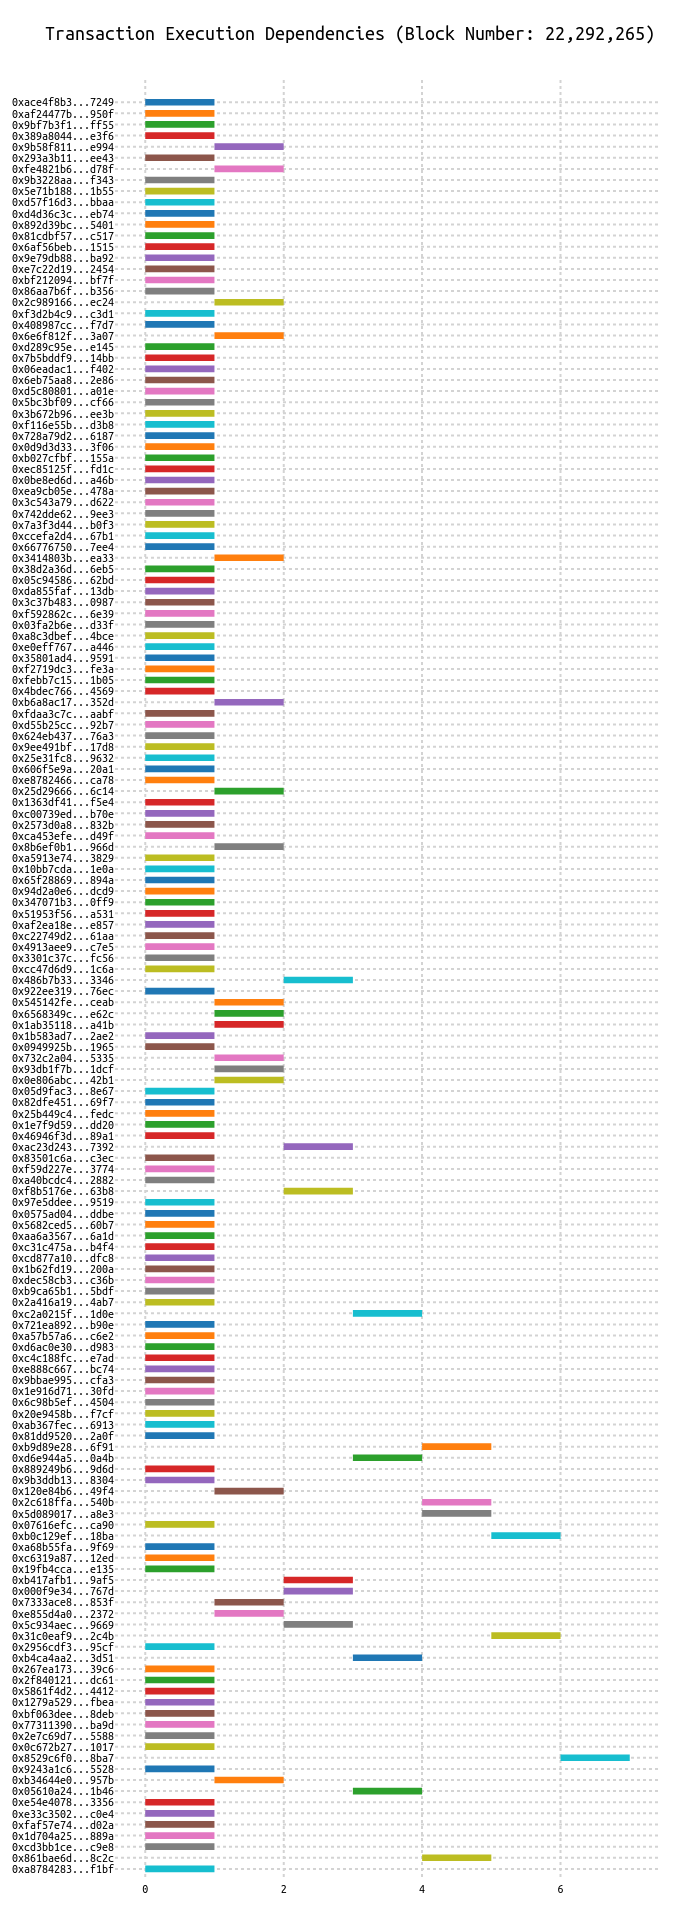 Transaction Execution Dependencies (Block Number: 22,292,265)
0xace4f8b3...7249
0xaf24477b...950f
0x9bf7b3f1...ff55
0x389a8044...e3f6
0x9b58f811...e994
0x293a3b11...ee43
0xfe4821b6...d78f
0x9b3228aa...f343
0x5e71b188...1b55
0xd57f16d3...bbaa
0xd4d36c3c...eb74
0x892d39bc...5401
0x81cdbf57...c517
0x6af56beb...1515
0x9e79db88...ba92
0xe7c22d19...2454
0xbf212094...bf7f
0x86aa7b6f...b356
0x2c989166...ec24
0xf3d2b4c9...c3d1
0x408987cc...f7d7
0x6e6f812f...3a07
0xd289c95e...e145
0x7b5bddf9...14bb
0x06eadac1...f402
0x6eb75aa8...2e86
0xd5c80801...a01e
0x5bc3bf09...cf66
0x3b672b96...ee3b
0xf116e55b...d3b8
0x728a79d2...6187
0x0d9d3d33...3f06
0xb027cfbf...155a
0xec85125f...fd1c
0x0be8ed6d...a46b
0xea9cb05e...478a
0x3c543a79...d622
0x742dde62...9ee3
0x7a3f3d44...b0f3
0xccefa2d4...67b1
0x66776750...7ee4
0x3414803b...ea33
0x38d2a36d...6eb5
0x05c94586...62bd
0xda855faf...13db
0x3c37b483...0987
0xf592862c...6e39
0x03fa2b6e...d33f
0xa8c3dbef...4bce
0xe0eff767...a446
0x35801ad4...9591
0xf2719dc3...fe3a
0xfebb7c15...1b05
0x4bdec766...4569
0xb6a8ac17...352d
0xfdaa3c7c...aabf
0xd55b25cc...92b7
0x624eb437...76a3
0x9ee491bf...17d8
0x25e31fc8...9632
0x606f5e9a...20a1
0xe8782466...ca78
0x25d29666...6c14
0x1363df41...f5e4
0xc00739ed...b70e
0x2573d0a8...832b
0xca453efe...d49f
0x8b6ef0b1...966d
0xa5913e74...3829
0x10bb7cda...1e0a
0x65f28869...894a
0x94d2a0e6...dcd9
0x347071b3...0ff9
0x51953f56...a531
0xaf2ea18e...e857
0xc22749d2...61aa
0x4913aee9...c7e5
0x3301c37c...fc56
0xcc47d6d9...1c6a
0x486b7b33...3346
0x922ee319...76ec
0x545142fe...ceab
0x6568349c...e62c
0x1ab35118...a41b
0x1b583ad7...2ae2
0x0949925b...1965
0x732c2a04...5335
0x93db1f7b...1dcf
0x0e806abc...42b1
0x05d9fac3...8e67
0x82dfe451...69f7
0x25b449c4...fedc
0x1e7f9d59...dd20
0x46946f3d...89a1
0xac23d243...7392
0x83501c6a...c3ec
0xf59d227e...3774
0xa40bcdc4...2882
0xf8b5176e...63b8
0x97e5ddee...9519
0x0575ad04...ddbe
0x5682ced5...60b7
0xaa6a3567...6a1d
0xc31c475a...b4f4
0xcd877a10...dfc8
0x1b62fd19...200a
0xdec58cb3...c36b
0xb9ca65b1...5bdf
0x2a416a19...4ab7
0xc2a0215f...1d0e
0x721ea892...b90e
0xa57b57a6...c6e2
0xd6ac0e30...d983
0xc4c188fc...e7ad
0xe888c667...bc74
0x9bbae995...cfa3
0x1e916d71...30fd
0x6c98b5ef...4504
0x20e9458b...f7cf
0xab367fec...6913
0x81dd9520...2a0f
0xb9d89e28...6f91
0xd6e944a5...0a4b
0x889249b6...9d6d
0x9b3ddb13...8304
0x120e84b6...49f4
0x2c618ffa...540b
0x5d089017...a8e3
0x07616efc...ca90
0xb0c129ef...18ba
0xa68b55fa...9f69
0xc6319a87...12ed
0x19fb4cca...e135
0xb417afb1...9af5
0x000f9e34...767d
0x7333ace8...853f
0xe855d4a0...2372
0x5c934aec...9669
0x31c0eaf9...2c4b
0x2956cdf3...95cf
0xb4ca4aa2...3d51
0x267ea173...39c6
0x2f840121...dc61
0x5861f4d2...4412
0x1279a529...fbea
0xbf063dee...8deb
0x77311390...ba9d
0x2e7c69d7...5588
0x0c672b27...1017
0x8529c6f0...8ba7
0x9243a1c6...5528
0xb34644e0...957b
0x05610a24...1b46
0xe54e4078...3356
0xe33c3502...c0e4
0xfaf57e74...d02a
0x1d704a25...889a
0xcd3bb1ce...c9e8
0x861bae6d...8c2c
0xa8784283...f1bf
0 2 4 6